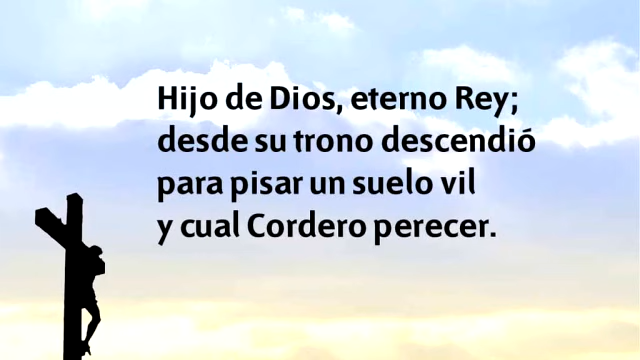 Hijo de Dios, eterno Rey;
desde su trono descendió
para pisar un suelo vil
y cual Cordero perecer.